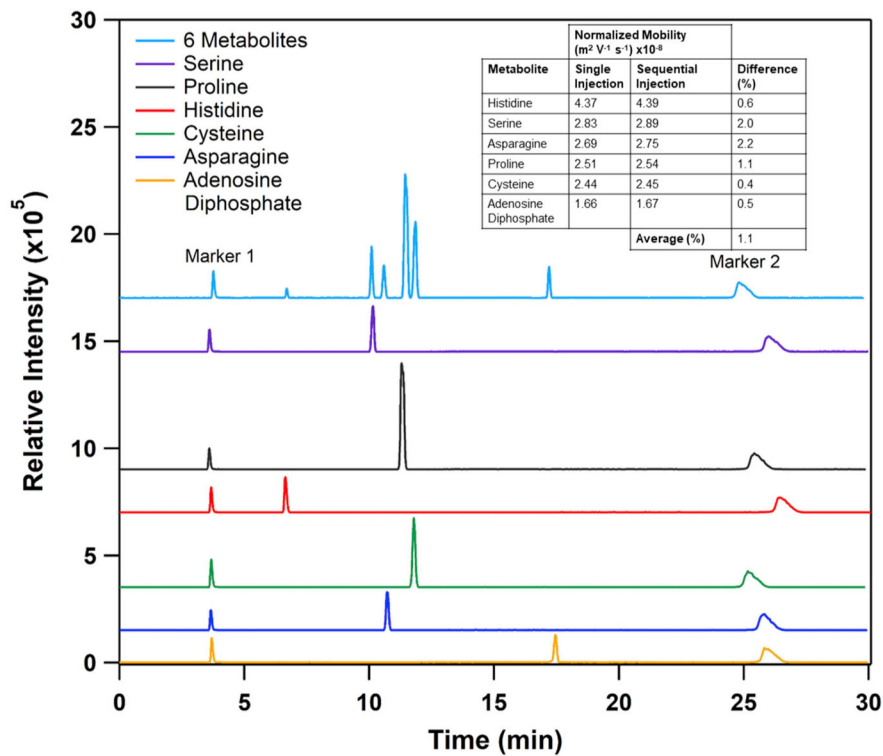 30
25
20
15
10
5
0
Relative Intensity (x10⁵)
6 Metabolites
Serine
Proline
Histidine
Cysteine
Asparagine
Adenosine
Diphosphate
Normalized Mobility
(m² V⁻¹ s⁻¹) x10⁻⁸
Metabolite Single Injection Sequential Injection Difference (%)
Histidine 4.37 4.39 0.6
Serine 2.83 2.89 2.0
Asparagine 2.69 2.75 2.2
Proline 2.51 2.54 1.1
Cysteine 2.44 2.45 0.4
Adenosine Diphosphate 1.66 1.67 0.5
Average (%) 1.1
Marker 1
Marker 2
0 5 10 15 20 25 30
Time (min)